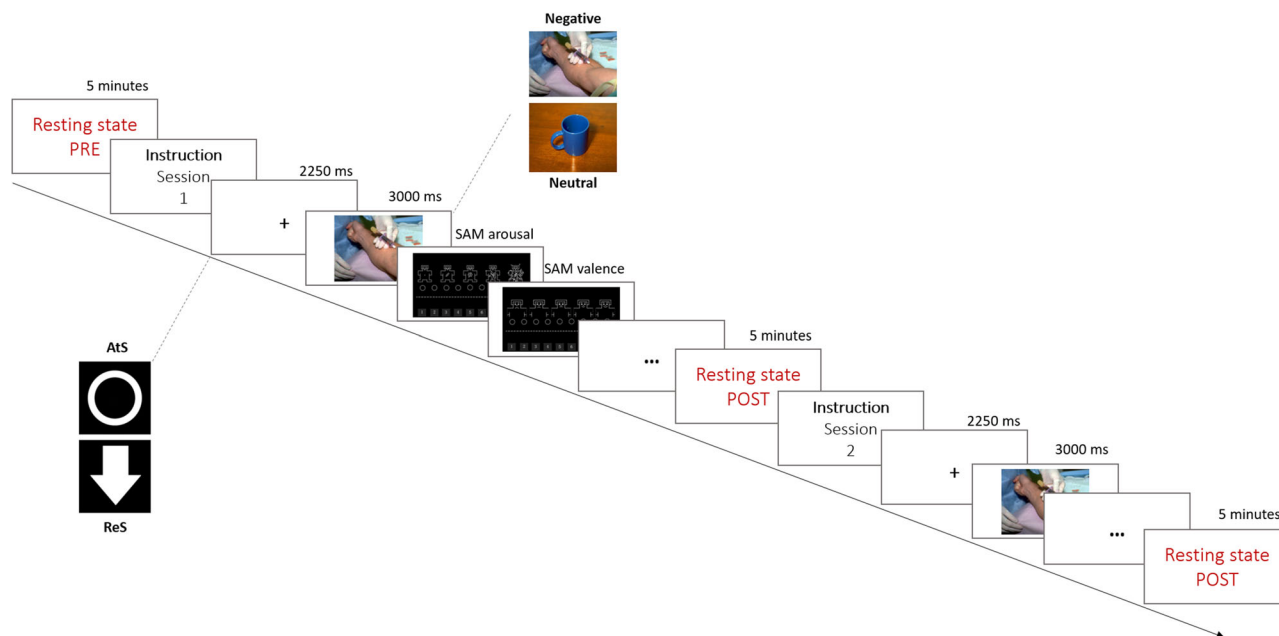 Negative
Neutral
5 minutes
Resting state
PRE
Instruction
Session
1
2250 ms
+
3000 ms
SAM arousal
SAM valence
...
5 minutes
Resting state
POST
Instruction
Session
2
2250 ms
+
3000 ms
...
5 minutes
Resting state
POST
AtS
ReS